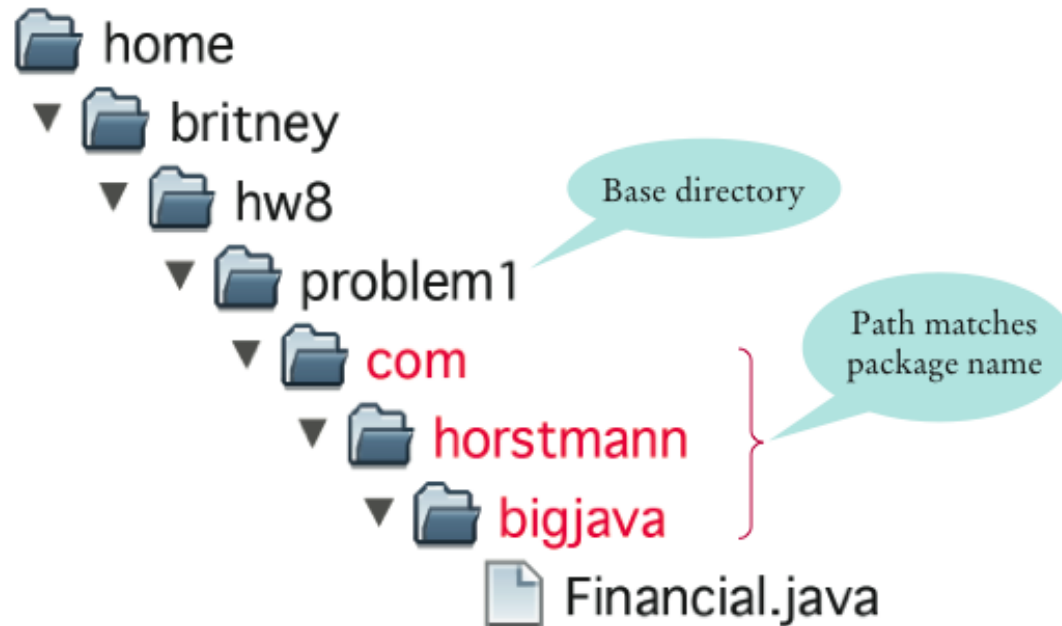 home
britney
hw8
Base directory
problem1
Path matches
package name
com
horstmann
bigjava
Financial.java